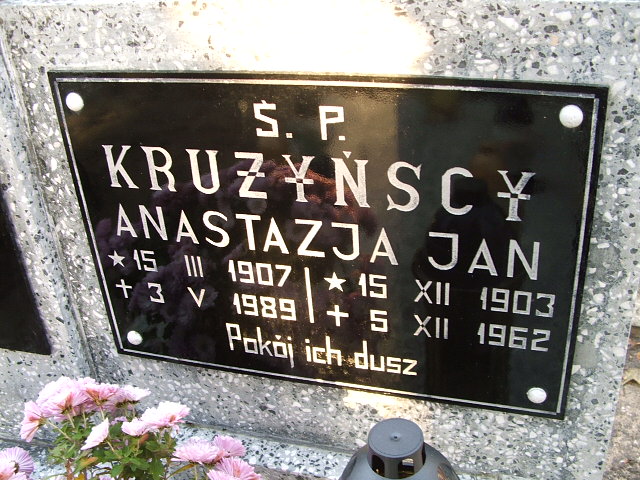 Ś. P.
KRUŻYŃSCY
ANASTAZJA JAN
★ 15 III 1907 ★ 15 XII 1903
+ 3 V 1989 + 5 XII 1962
Pokój ich dusz